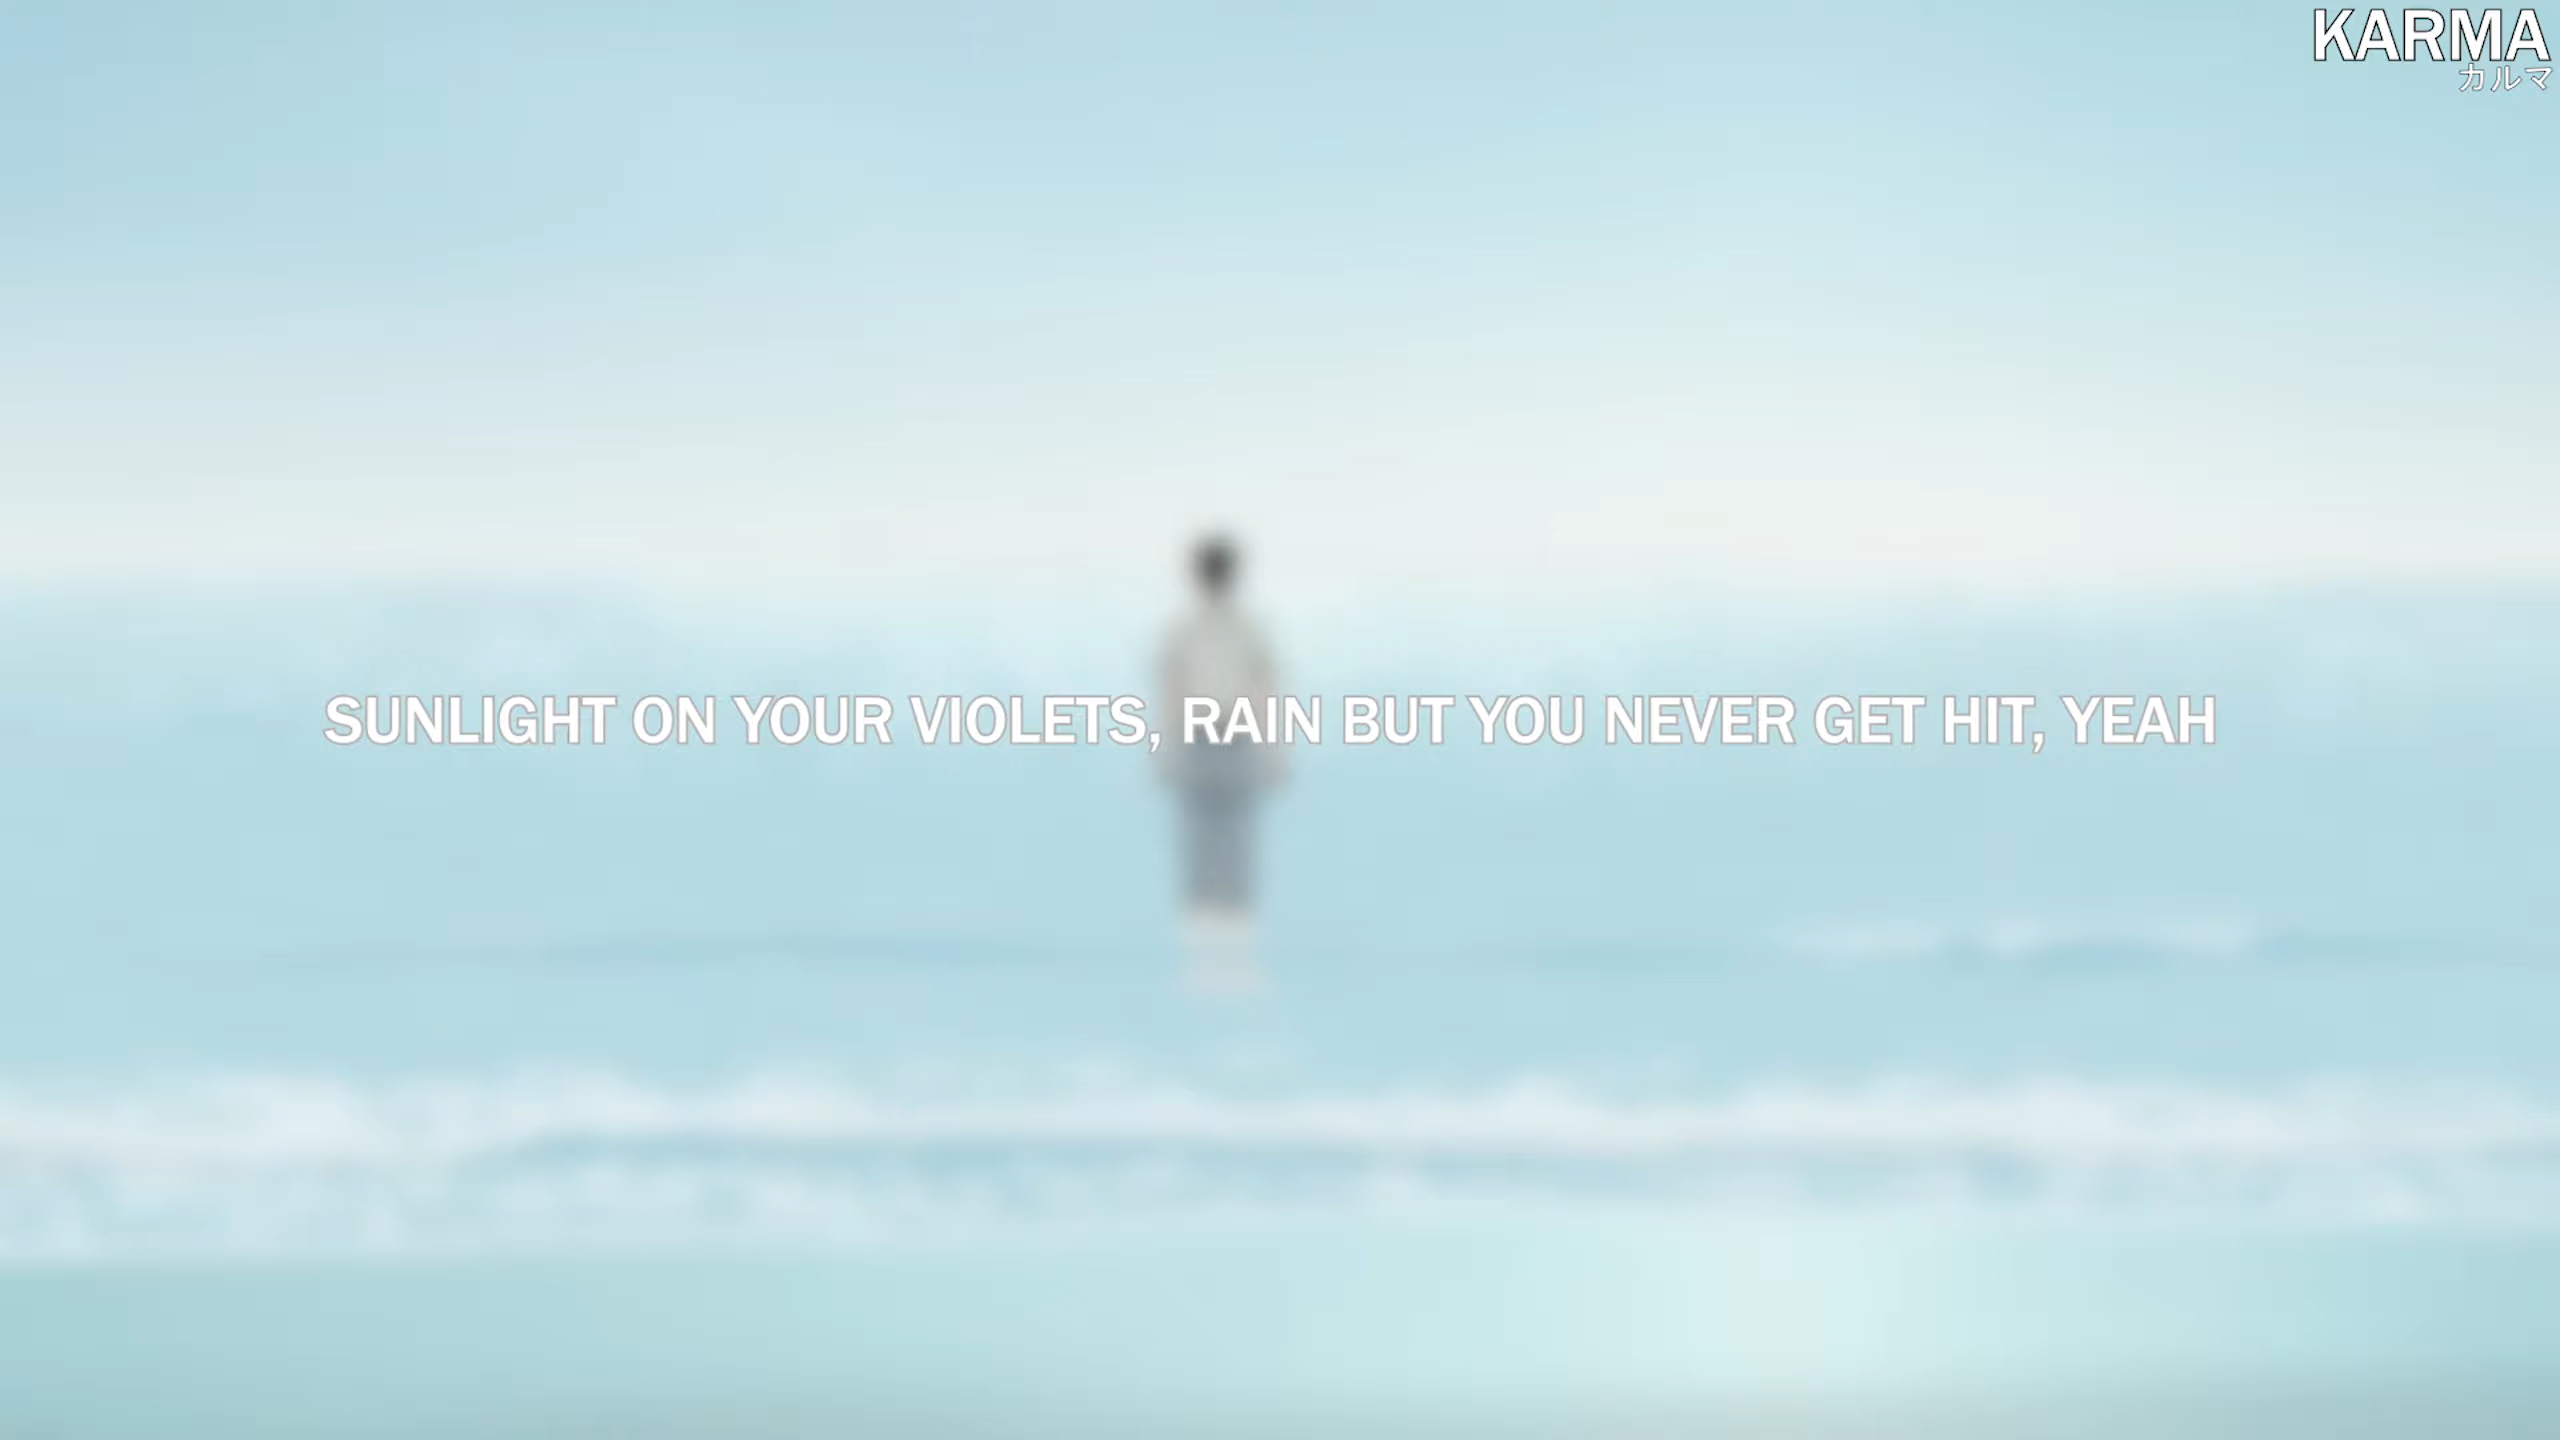 KARMA
カルマ
SUNLIGHT ON YOUR VIOLETS, RAIN BUT YOU NEVER GET HIT, YEAH